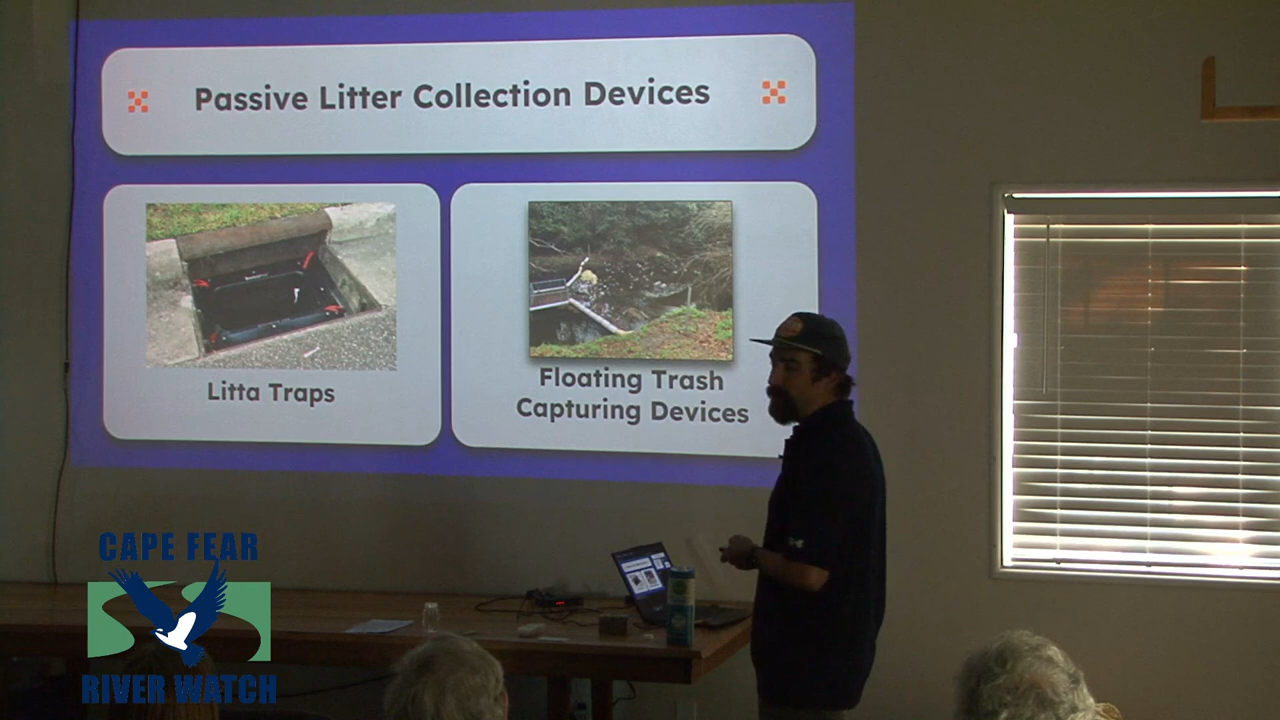 Passive Litter Collection Devices
Litta Traps
Floating Trash
Capturing Devices
CAPE FEAR
RIVER WATCH